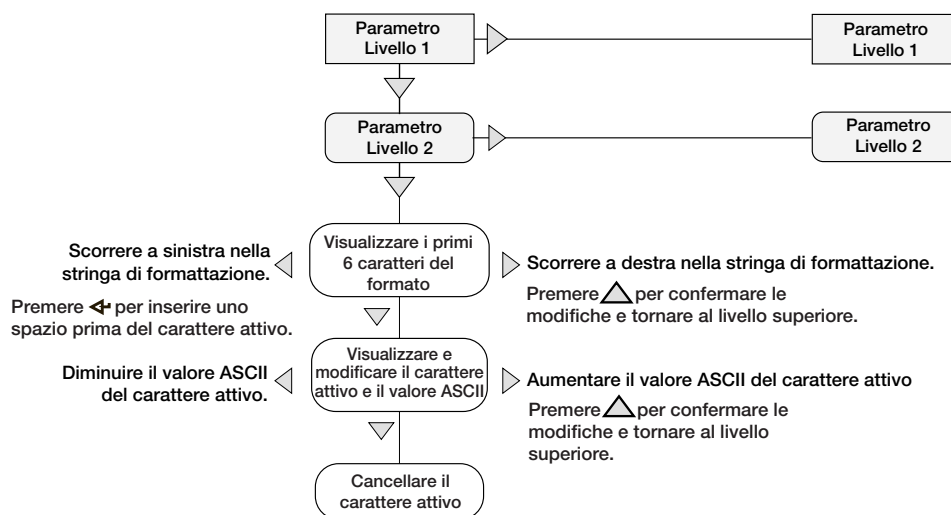 Parametro
Livello 1
Parametro
Livello 1
Parametro
Livello 2
Parametro
Livello 2
Visualizzare i primi
6 caratteri del
formato
Scorrere a sinistra nella
stringa di formattazione.
Premere per inserire uno
spazio prima del carattere attivo.
Scorrere a destra nella stringa di formattazione.
Premere per confermare le
modifiche e tornare al livello superiore.
Visualizzare e
modificare il carattere
attivo e il valore ASCII
Diminuire il valore ASCII
del carattere attivo.
Aumentare il valore ASCII del carattere attivo
Premere per confermare le
modifiche e tornare al livello
superiore.
Cancellare il
carattere attivo